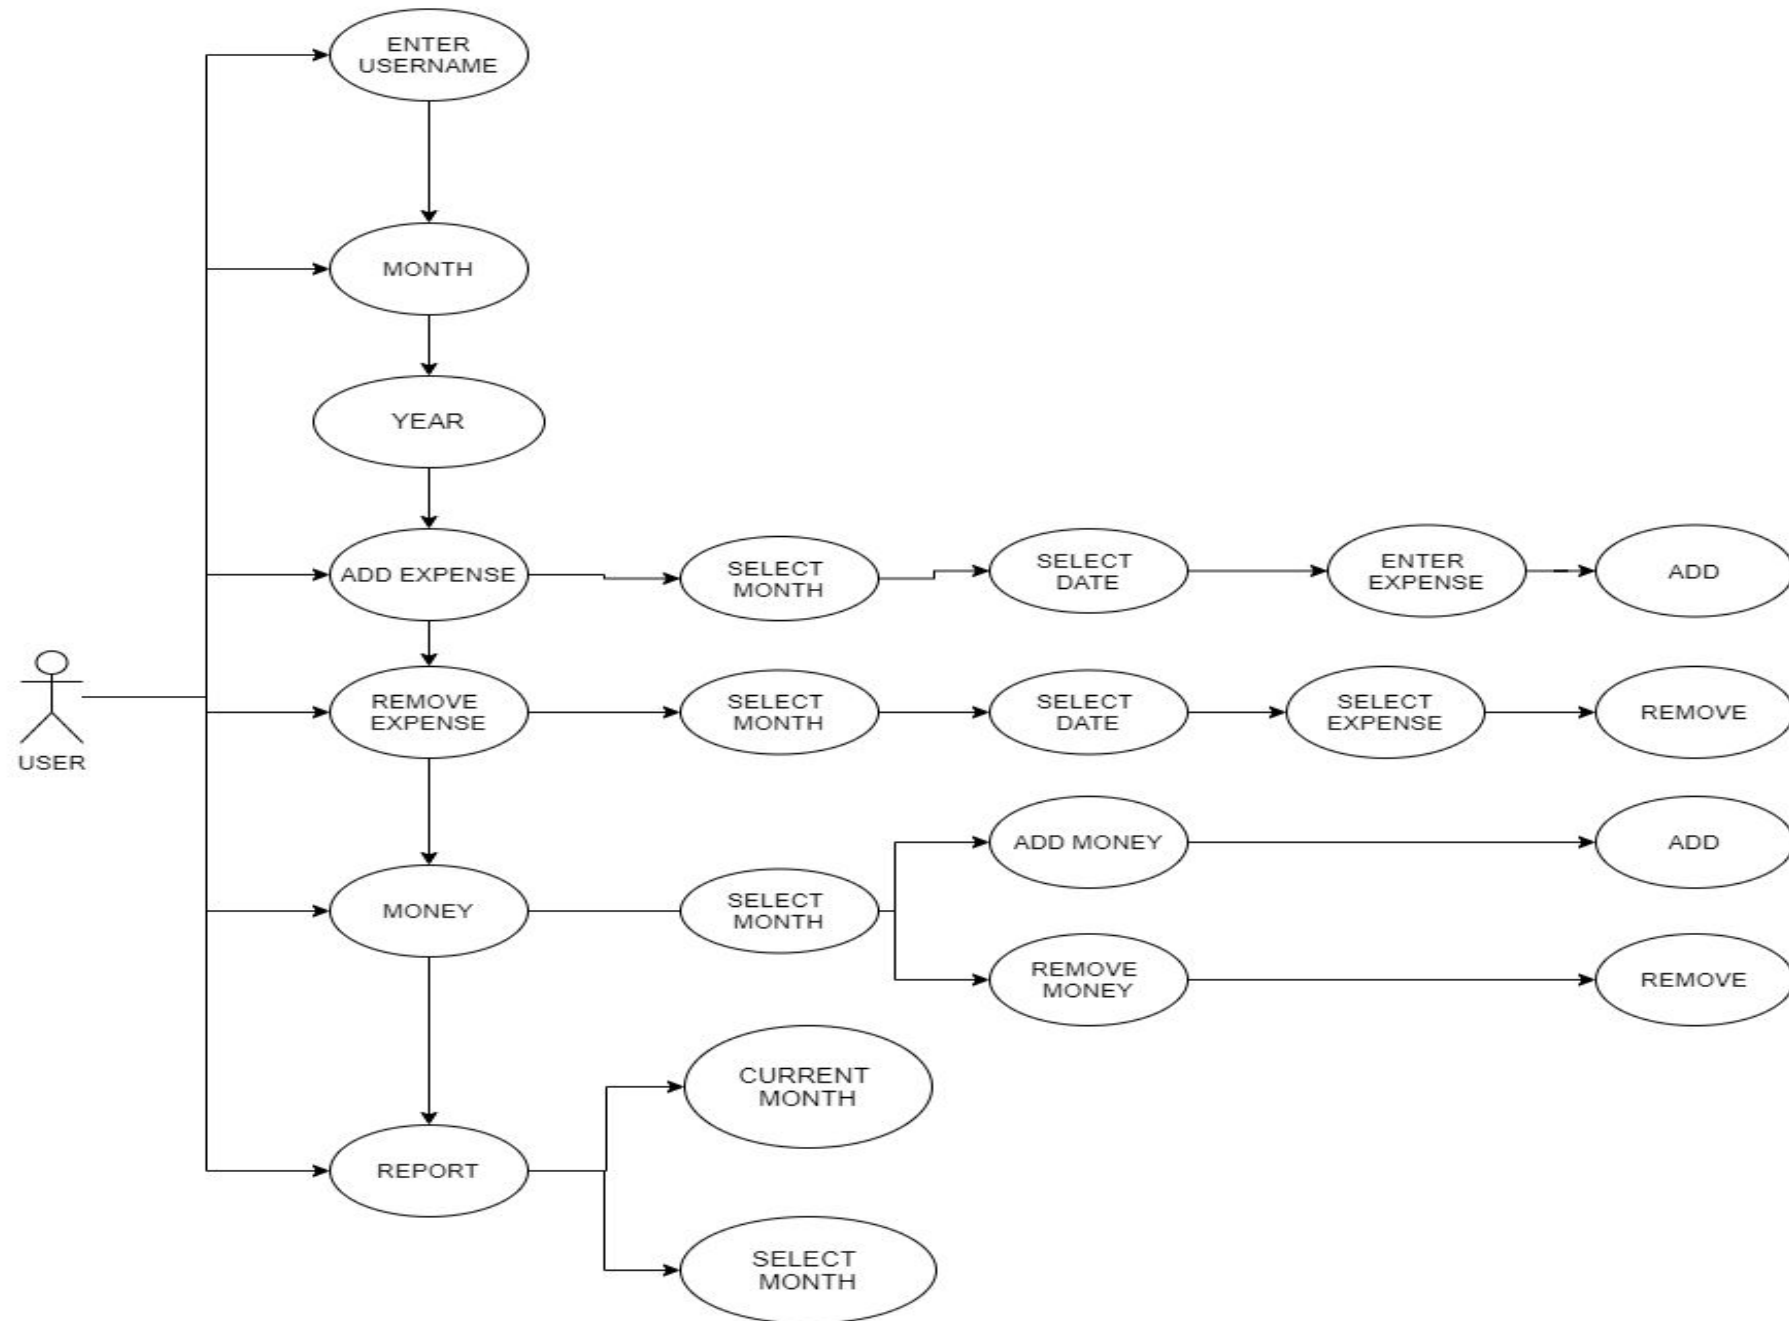 ENTER
USERNAME
MONTH
YEAR
ADD EXPENSE
SELECT
MONTH
SELECT
DATE
ENTER
EXPENSE
ADD
REMOVE
EXPENSE
SELECT
MONTH
SELECT
DATE
SELECT
EXPENSE
REMOVE
USER
ADD MONEY
ADD
MONEY
SELECT
MONTH
REMOVE
MONEY
REMOVE
CURRENT
MONTH
REPORT
SELECT
MONTH